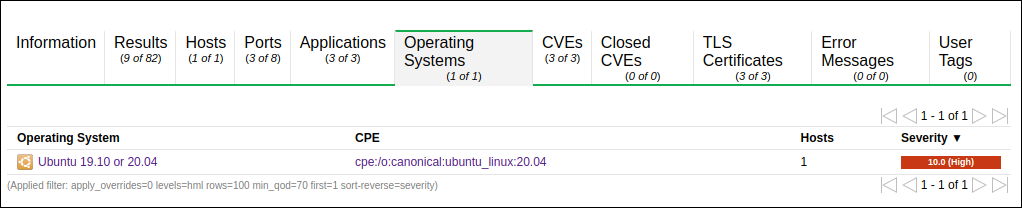 Information
Results
(9 of 82)
Hosts
(1 of 1)
Ports
(3 of 8)
Applications
(3 of 3)
Operating
Systems
(1 of 1)
CVEs
(3 of 3)
Closed
CVEs
(0 of 0)
TLS
Certificates
(3 of 3)
Error
Messages
(0 of 0)
User
Tags
(0)
1 - 1 of 1
Operating System CPE Hosts Severity ▼
Ubuntu 19.10 or 20.04 cpe:/o:canonical:ubuntu_linux:20.04 1 10.0 (High)
(Applied filter: apply_overrides=0 levels=hml rows=100 min_qod=70 first=1 sort-reverse=severity) 1 - 1 of 1